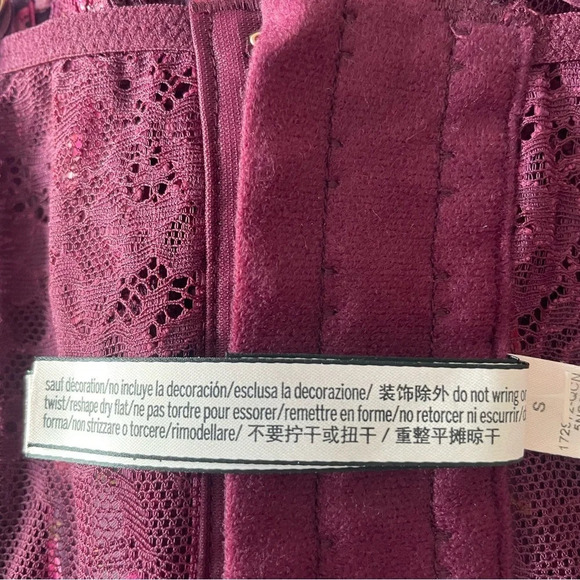 sauf décoration/no incluye la decoración/esclusa la decorazione/ 装饰除外 do not wring or
twist/reshape dry flat/ne pas tordre pour essorer/remettre en forme/no retorcer ni escurrir/
forma/non strizzare o torcere/rimodellare/ 不要拧干或扭干 / 重整平摊晾干
S